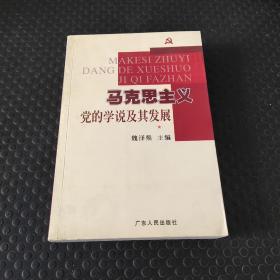 MAKESI ZHUYI
DANG DE XUESHUO
JI QI FAZHAN
马克思主义
党的学说及其发展
魏泽焕 主编
广东人民出版社